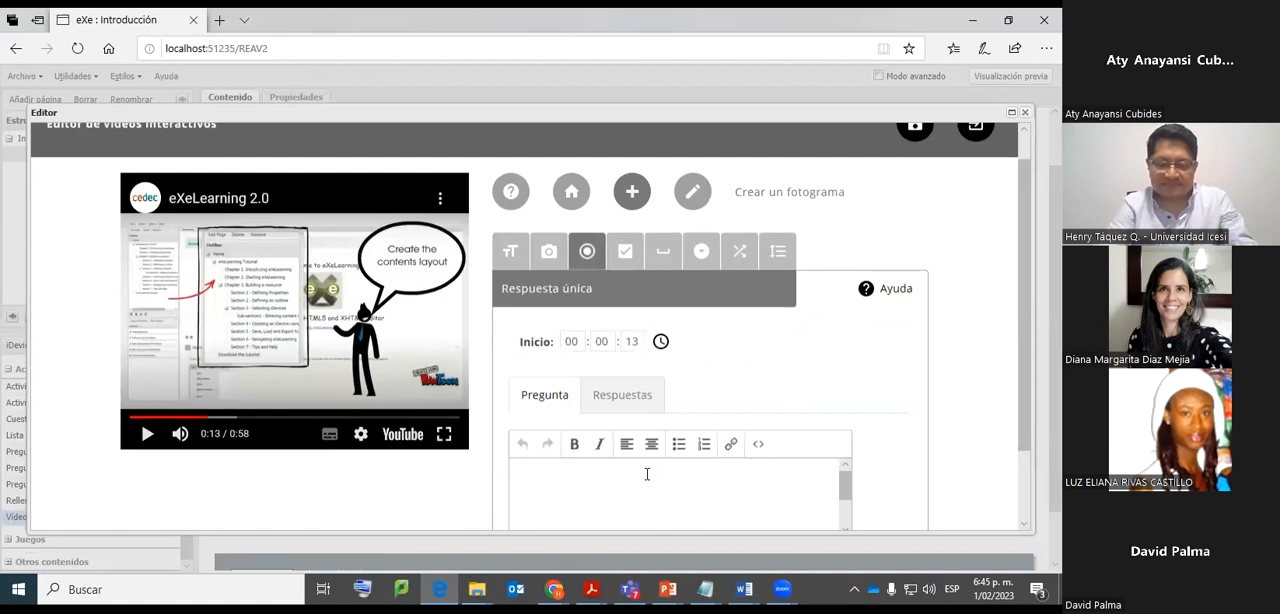 eXe : Introducción
localhost:51235/REAV2
Archivo Utilidades Estilos Ayuda
Modo avanzado
Visualización previa
Añadir página Borrar Renombrar
Contenido Propiedades
Editor
Editor de vídeos interactivos
cedec
eXeLearning 2.0
Create the
contents layout
0:13 / 0:58
YouTube
Crear un fotograma
Respuesta única
Ayuda
Inicio: 00 : 00 : 13
Pregunta Respuestas
B I
Juegos
Otros contenidos
Buscar
ESP
6:45 p. m.
1/02/2023
Aty Anayansi Cub...
Aty Anayansi Cubides
Henry Táquez Q. - Universidad Icesi
Diana Margarita Diaz Mejia
LUZ ELIANA RIVAS CASTILLO
David Palma
David Palma